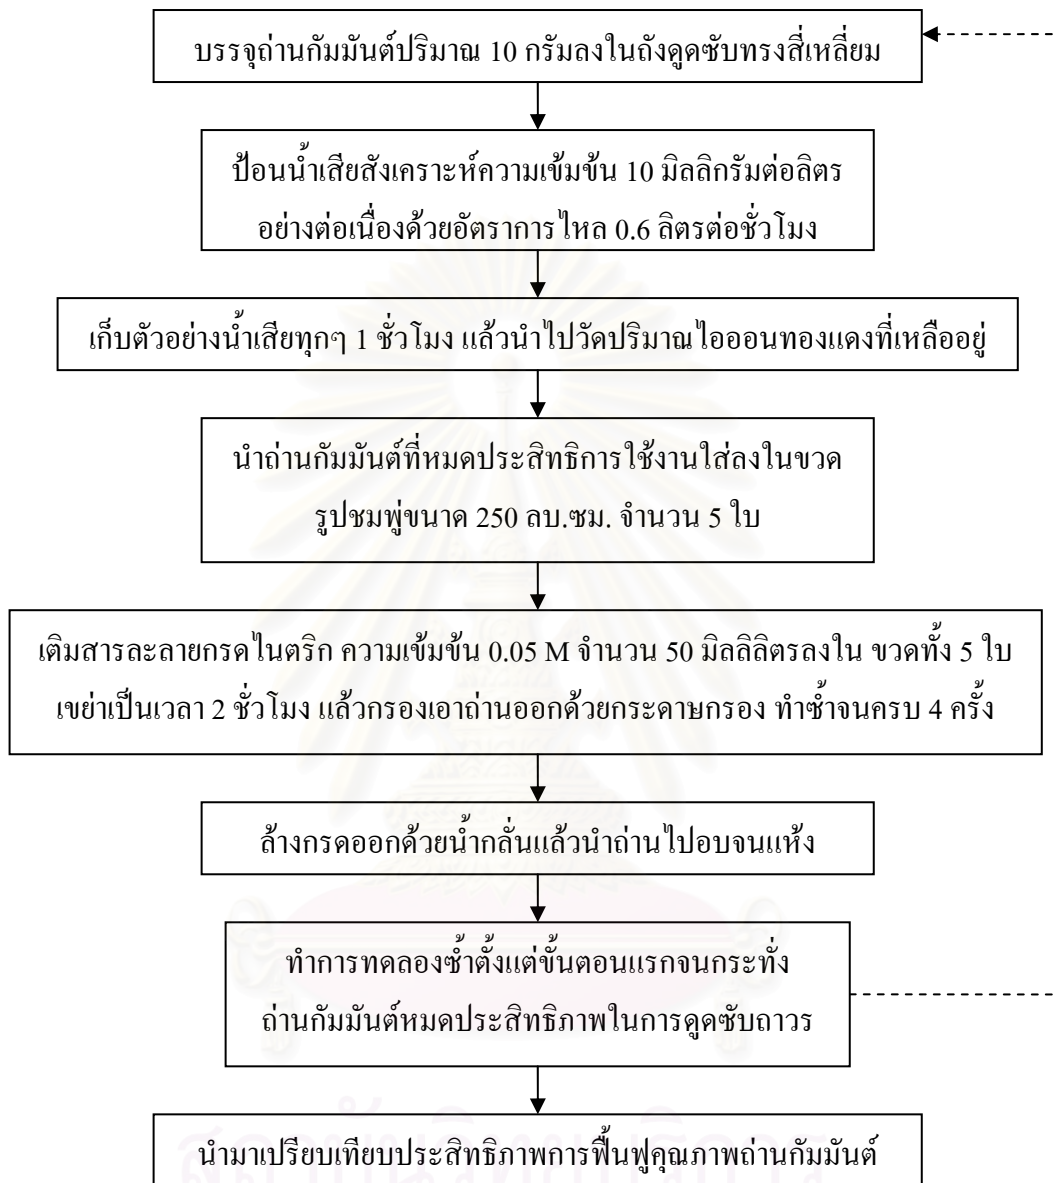 บรรจุถ่านกัมมันต์ปริมาณ 10 กรัมลงในถังดูดซับทรงสี่เหลี่ยม
ป้อนน้ำเสียสังเคราะห์ความเข้มข้น 10 มิลลิกรัมต่อลิตร
อย่างต่อเนื่องด้วยอัตราการไหล 0.6 ลิตรต่อชั่วโมง
เก็บตัวอย่างน้ำเสียทุกๆ 1 ชั่วโมง แล้วนำไปวัดปริมาณไอออนทองแดงที่เหลืออยู่
นำถ่านกัมมันต์ที่หมดประสิทธิการใช้งานใส่ลงในขวด
รูปชมพู่ขนาด 250 ลบ.ซม. จำนวน 5 ใบ
เติมสารละลายกรดไนตริก ความเข้มข้น 0.05 M จำนวน 50 มิลลิลิตรลงใน ขวดทั้ง 5 ใบ
เขย่าเป็นเวลา 2 ชั่วโมง แล้วกรองเอาถ่านออกด้วยกระดาษกรอง ทำซ้ำจนครบ 4 ครั้ง
ล้างกรดออกด้วยน้ำกลั่นแล้วนำถ่านไปอบจนแห้ง
ทำการทดลองซ้ำตั้งแต่ขั้นตอนแรกจนกระทั่ง
ถ่านกัมมันต์หมดประสิทธิภาพในการดูดซับถาวร
นำมาเปรียบเทียบประสิทธิภาพการฟื้นฟูคุณภาพถ่านกัมมันต์
สถาบันวิทยบริการ